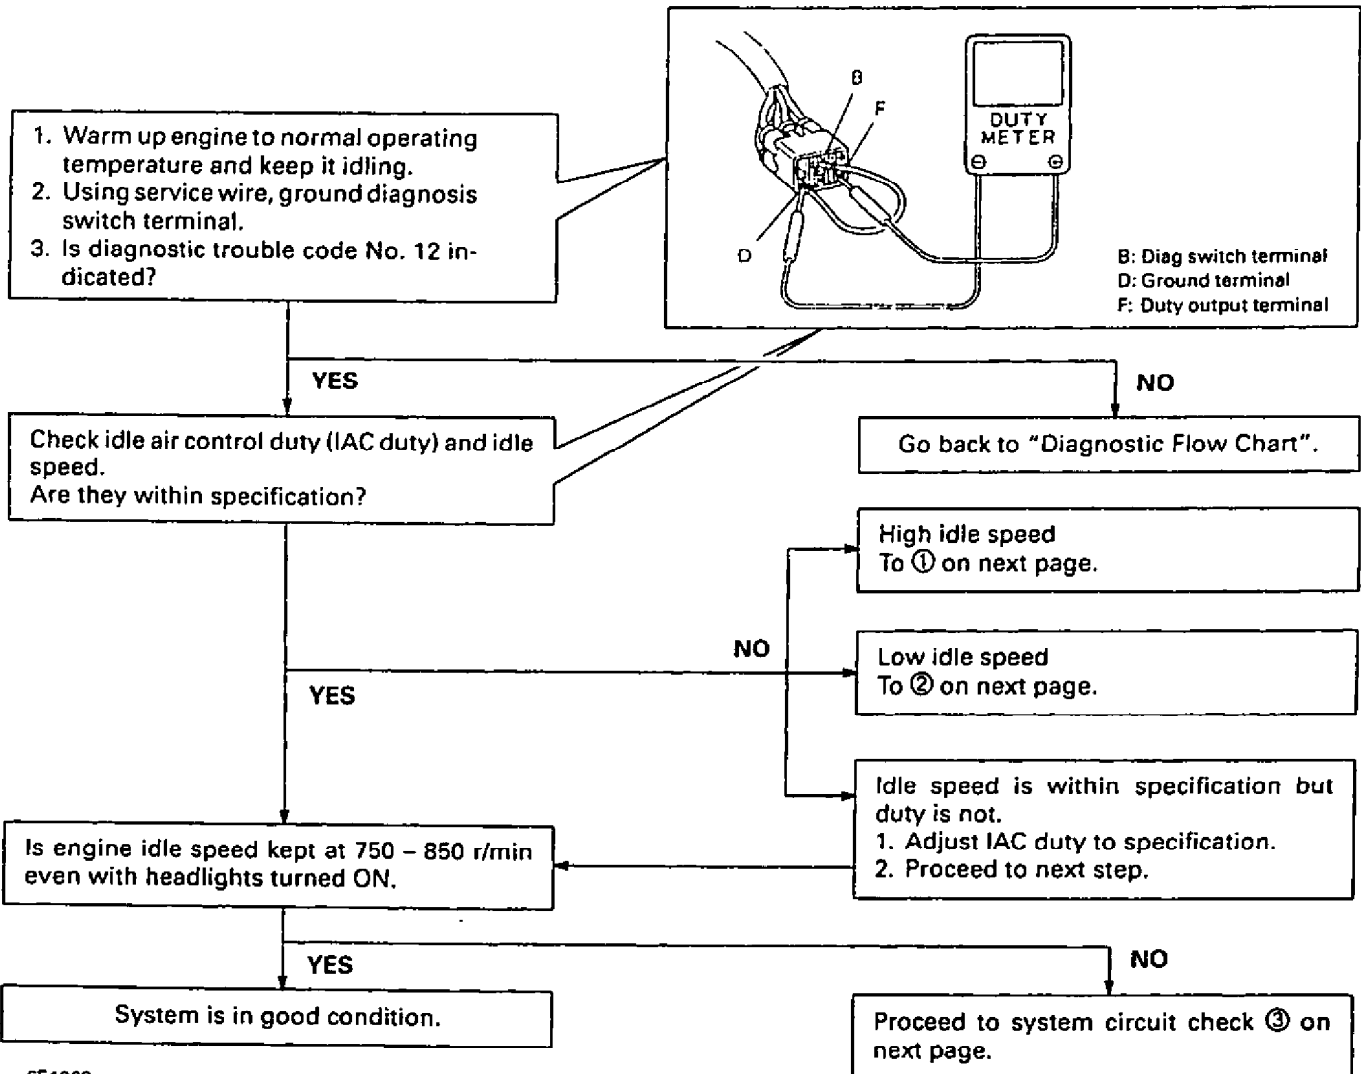 1. Warm up engine to normal operating
temperature and keep it idling.
2. Using service wire, ground diagnosis
switch terminal.
3. Is diagnostic trouble code No. 12 in-
dicated?
B
F
D
DUTY
METER
⊖ ⊕
B: Diag switch terminal
D: Ground terminal
F: Duty output terminal
YES
NO
Check idle air control duty (IAC duty) and idle
speed.
Are they within specification?
Go back to "Diagnostic Flow Chart".
High idle speed
To ① on next page.
NO
Low idle speed
To ② on next page.
YES
Idle speed is within specification but
duty is not.
1. Adjust IAC duty to specification.
2. Proceed to next step.
Is engine idle speed kept at 750 – 850 r/min
even with headlights turned ON.
YES
NO
System is in good condition.
Proceed to system circuit check ③ on
next page.